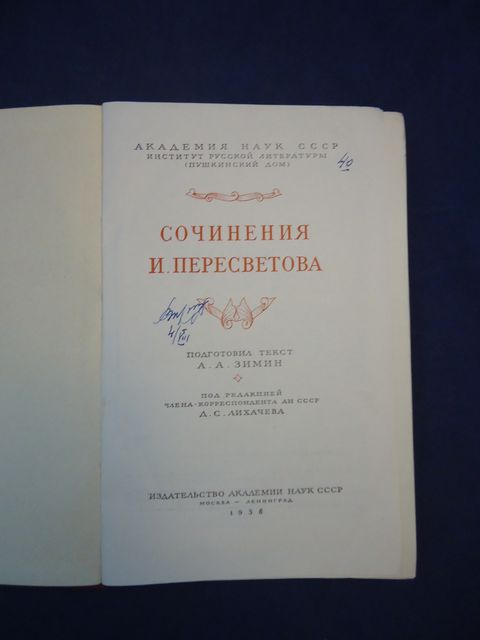 АКАДЕМИЯ НАУК СССР
ИНСТИТУТ РУССКОЙ ЛИТЕРАТУРЫ
(ПУШКИНСКИЙ ДОМ)
40
СОЧИНЕНИЯ
И. ПЕРЕСВЕТОВА
ПОДГОТОВИЛ ТЕКСТ
А. А. ЗИМИН
ПОД РЕДАКЦИЕЙ
ЧЛЕНА-КОРРЕСПОНДЕНТА АН СССР
Д. С. ЛИХАЧЕВА
ИЗДАТЕЛЬСТВО АКАДЕМИИ НАУК СССР
МОСКВА — ЛЕНИНГРАД
1956